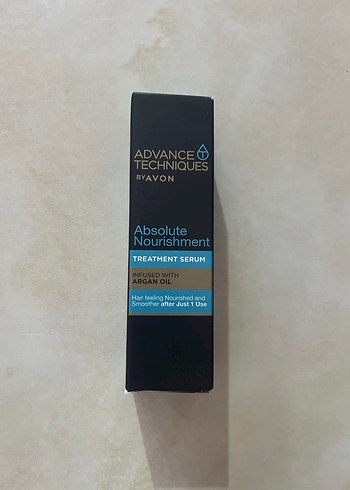 ADVANCE
TECHNIQUES
BY AVON
Absolute
Nourishment
TREATMENT SERUM
INFUSED WITH
ARGAN OIL
Hair feeling Nourished and
Smoother after Just 1 Use